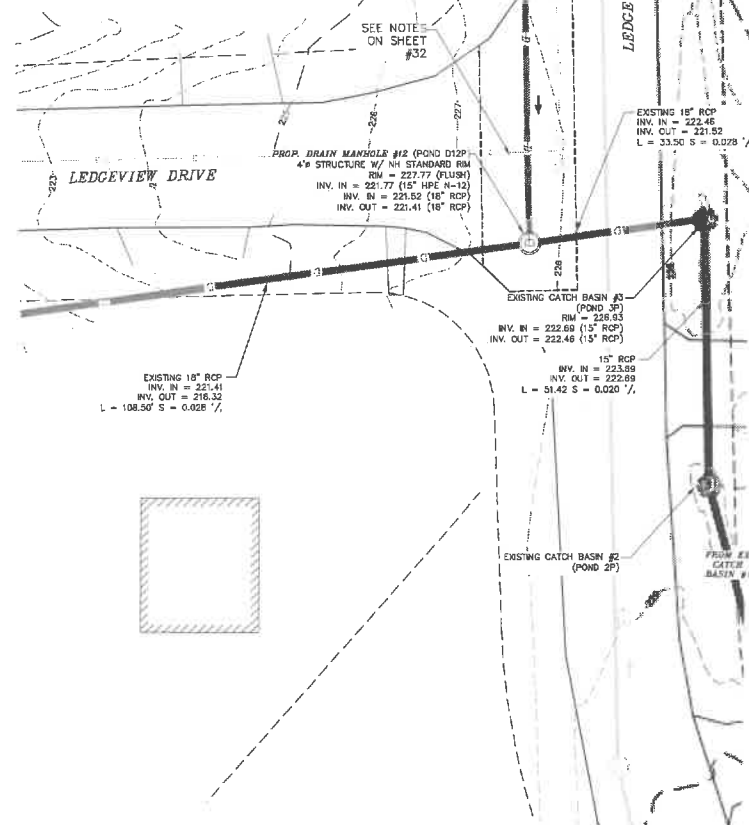 SEE NOTES
ON SHEET
#32
EXISTING 18" RCP
INV. IN = 222.46
INV. OUT = 221.52
L = 33.50 S = 0.028 '/,
PROP. DRAIN MANHOLE #12 (POND D12P)
4'ø STRUCTURE W/ NH STANDARD RIM
RIM = 227.77 (FLUSH)
INV. IN = 221.77 (15" HPE N-12)
INV. IN = 221.52 (18" RCP)
INV. OUT = 221.41 (18" RCP)
LEDGEVIEW DRIVE
223
226
227
228
EXISTING CATCH BASIN #3
(POND 3P)
RIM = 226.93
INV. IN = 222.69 (15" RCP)
INV. OUT = 222.46 (15" RCP)
15" RCP
INV. IN = 223.69
INV. OUT = 222.69
L = 51.42 S = 0.020 '/,
EXISTING 18" RCP
INV. IN = 221.41
INV. OUT = 218.32
L = 108.50' S = 0.028 '/,
EXISTING CATCH BASIN #2
(POND 2P)
FROM EX
CATCH
BASIN #
LEDGE